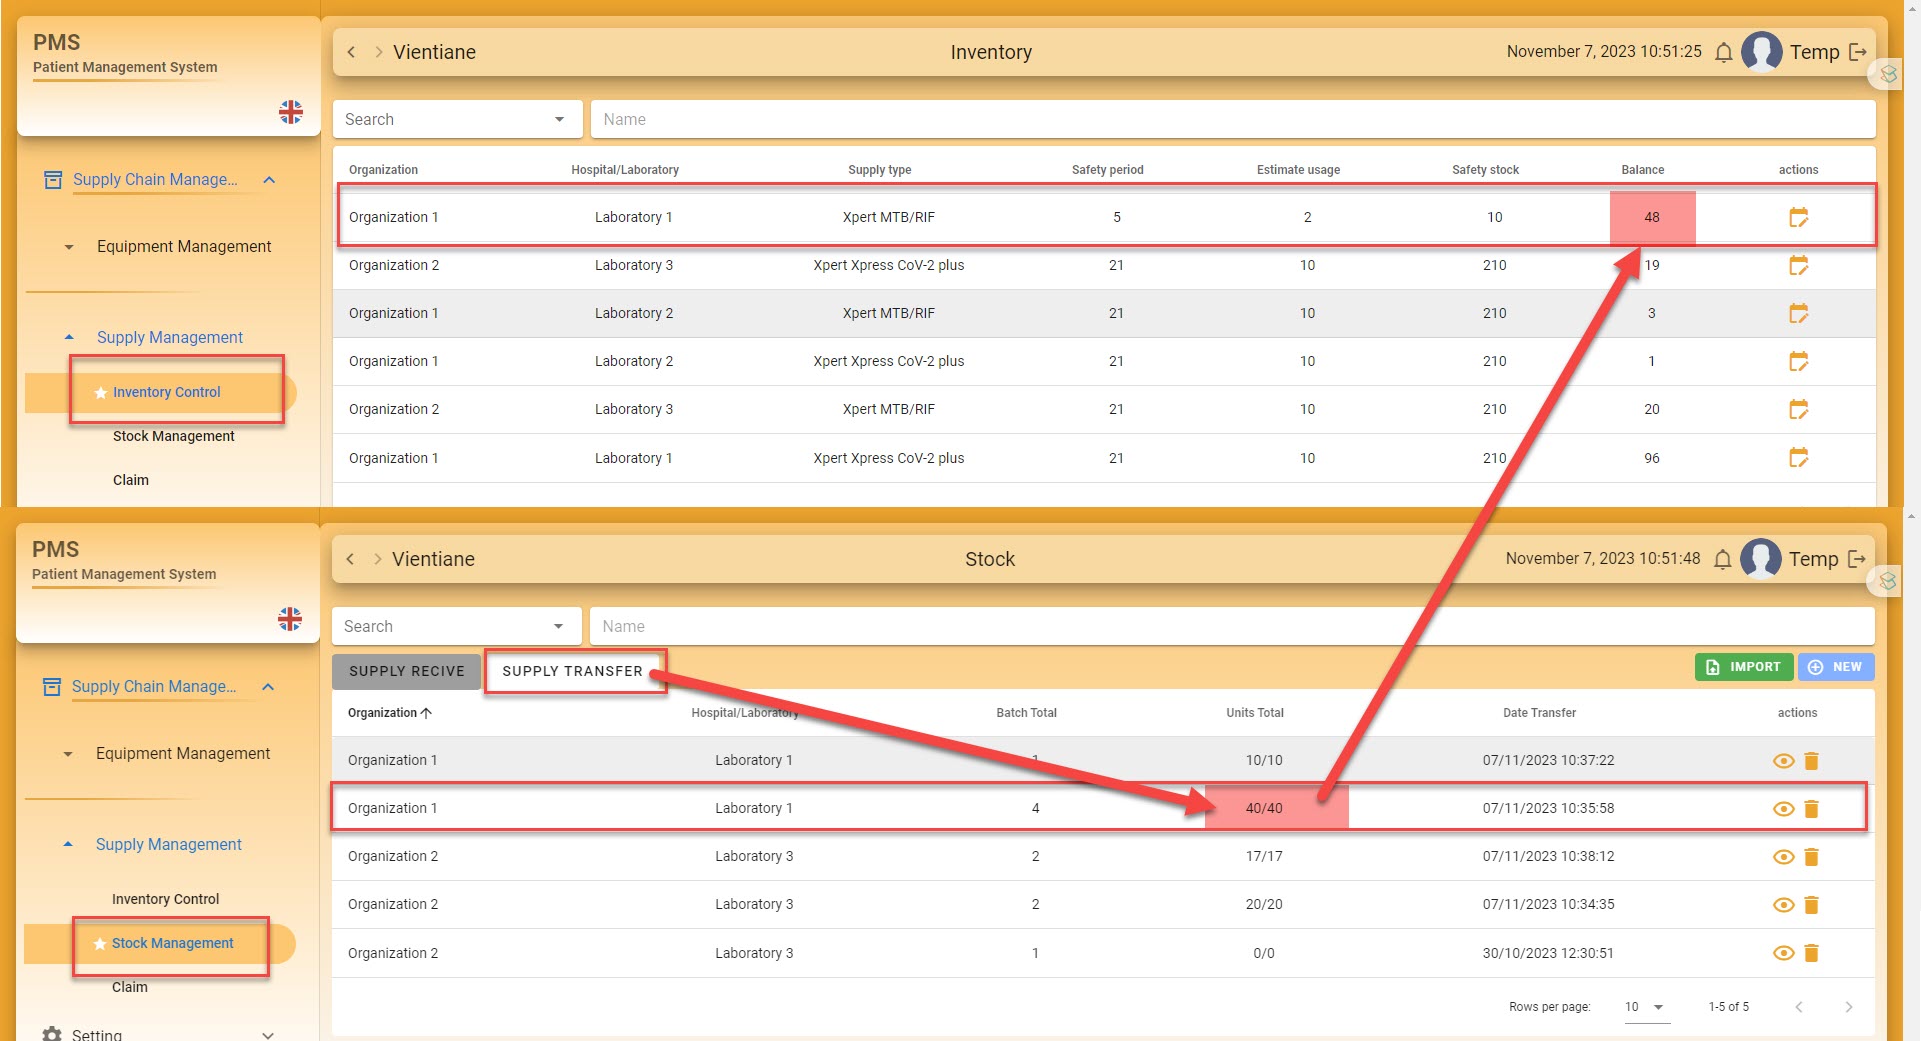 PMS
Patient Management System
Vientiane
Inventory
November 7, 2023 10:51:25
Temp
Search
Name
Supply Chain Manage...
Equipment Management
Supply Management
Inventory Control
Stock Management
Claim
Organization Hospital/Laboratory Supply type Safety period Estimate usage Safety stock Balance actions
Organization 1 Laboratory 1 Xpert MTB/RIF 5 2 10 48
Organization 2 Laboratory 3 Xpert Xpress CoV-2 plus 21 10 210 19
Organization 1 Laboratory 2 Xpert MTB/RIF 21 10 210 3
Organization 1 Laboratory 2 Xpert Xpress CoV-2 plus 21 10 210 1
Organization 2 Laboratory 3 Xpert MTB/RIF 21 10 210 20
Organization 1 Laboratory 1 Xpert Xpress CoV-2 plus 21 10 210 96
PMS
Patient Management System
Vientiane
Stock
November 7, 2023 10:51:48
Temp
Search
Name
Supply Chain Manage...
Equipment Management
Supply Management
Inventory Control
Stock Management
Claim
Setting
SUPPLY RECIVE
SUPPLY TRANSFER
IMPORT
NEW
Organization Hospital/Laboratory Batch Total Units Total Date Transfer actions
Organization 1 Laboratory 1 1 10/10 07/11/2023 10:37:22
Organization 1 Laboratory 1 4 40/40 07/11/2023 10:35:58
Organization 2 Laboratory 3 2 17/17 07/11/2023 10:38:12
Organization 2 Laboratory 3 2 20/20 07/11/2023 10:34:35
Organization 2 Laboratory 3 1 0/0 30/10/2023 12:30:51
Rows per page: 10 1-5 of 5